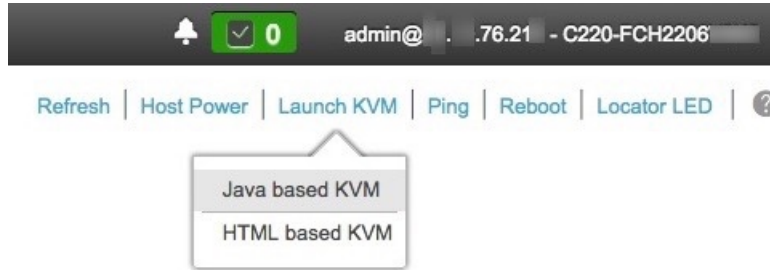 0 admin@ . .76.21 - C220-FCH2206
Refresh | Host Power | Launch KVM | Ping | Reboot | Locator LED | ?
Java based KVM
HTML based KVM